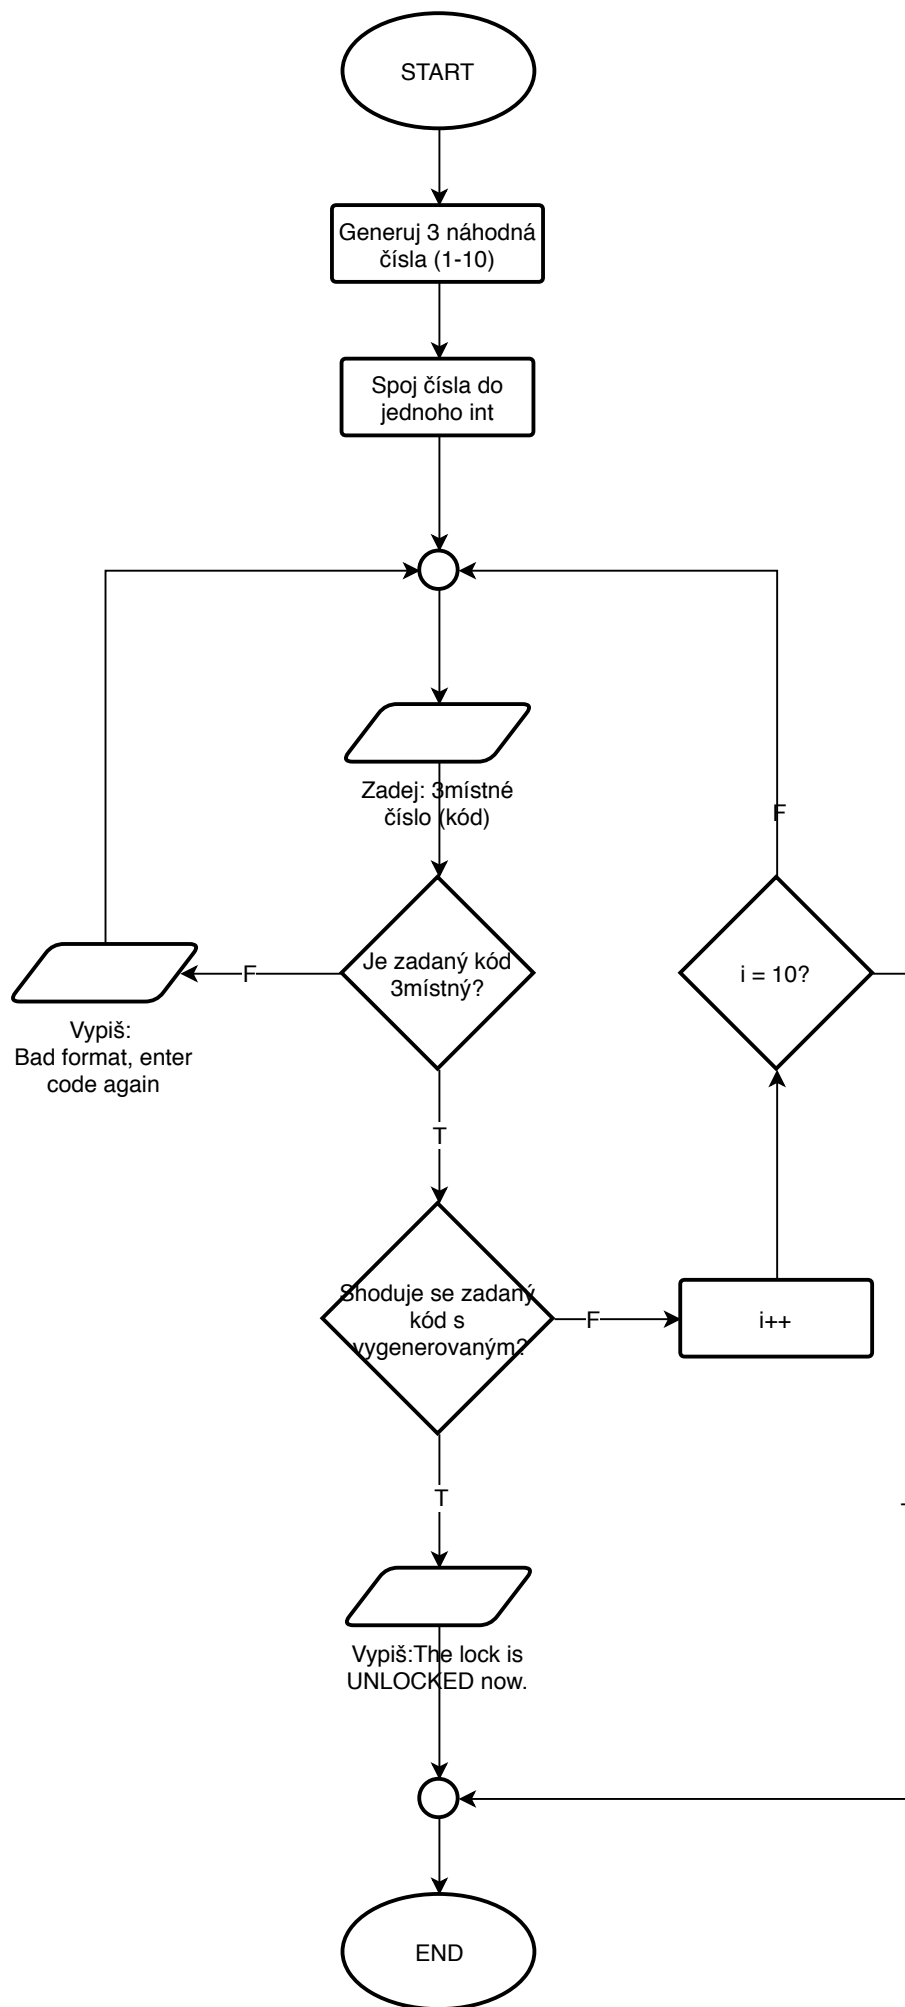 START
Generuj 3 náhodná
čísla (1-10)
Spoj čísla do
jednoho int
Zadej: 3místné
číslo (kód)
F
Je zadaný kód
3místný?
F
i = 10?
Vypiš:
Bad format, enter
code again
T
Shoduje se zadaný
kód s
vygenerovaným?
F
i++
T
Vypiš:The lock is
UNLOCKED now.
END